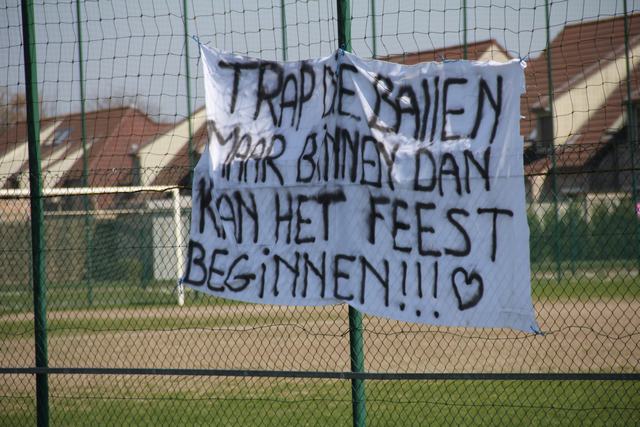 TRAP DE BALLEN
MAAR BINNEN DAN
KAN HET FEEST
BEGiNNEN!!! ♡